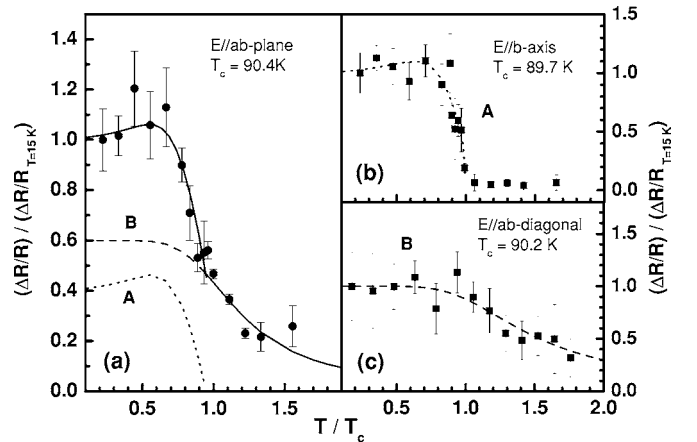 E//ab-plane
T_c = 90.4K
(ΔR/R) / (ΔR/R_T=15 K)
1.4
1.2
1.0
0.8
0.6
0.4
0.2
0.0
B
A
(a)
0.5 1.0 1.5
E//b-axis
T_c = 89.7 K
A
(b)
1.5
1.0
0.5
0.0
E//ab-diagonal
T_c = 90.2 K
B
(c)
1.5
1.0
0.5
0.0
(ΔR/R) / (ΔR/R_T=15 K)
0.5 1.0 1.5 2.0
T / T_c